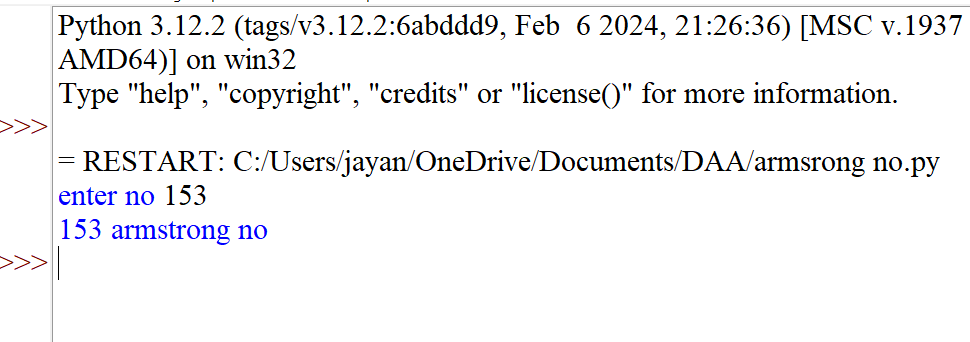 Python 3.12.2 (tags/v3.12.2:6abddd9, Feb  6 2024, 21:26:36) [MSC v.1937
AMD64)] on win32
Type "help", "copyright", "credits" or "license()" for more information.
>>>
= RESTART: C:/Users/jayan/OneDrive/Documents/DAA/armsrong no.py
enter no 153
153 armstrong no
>>>